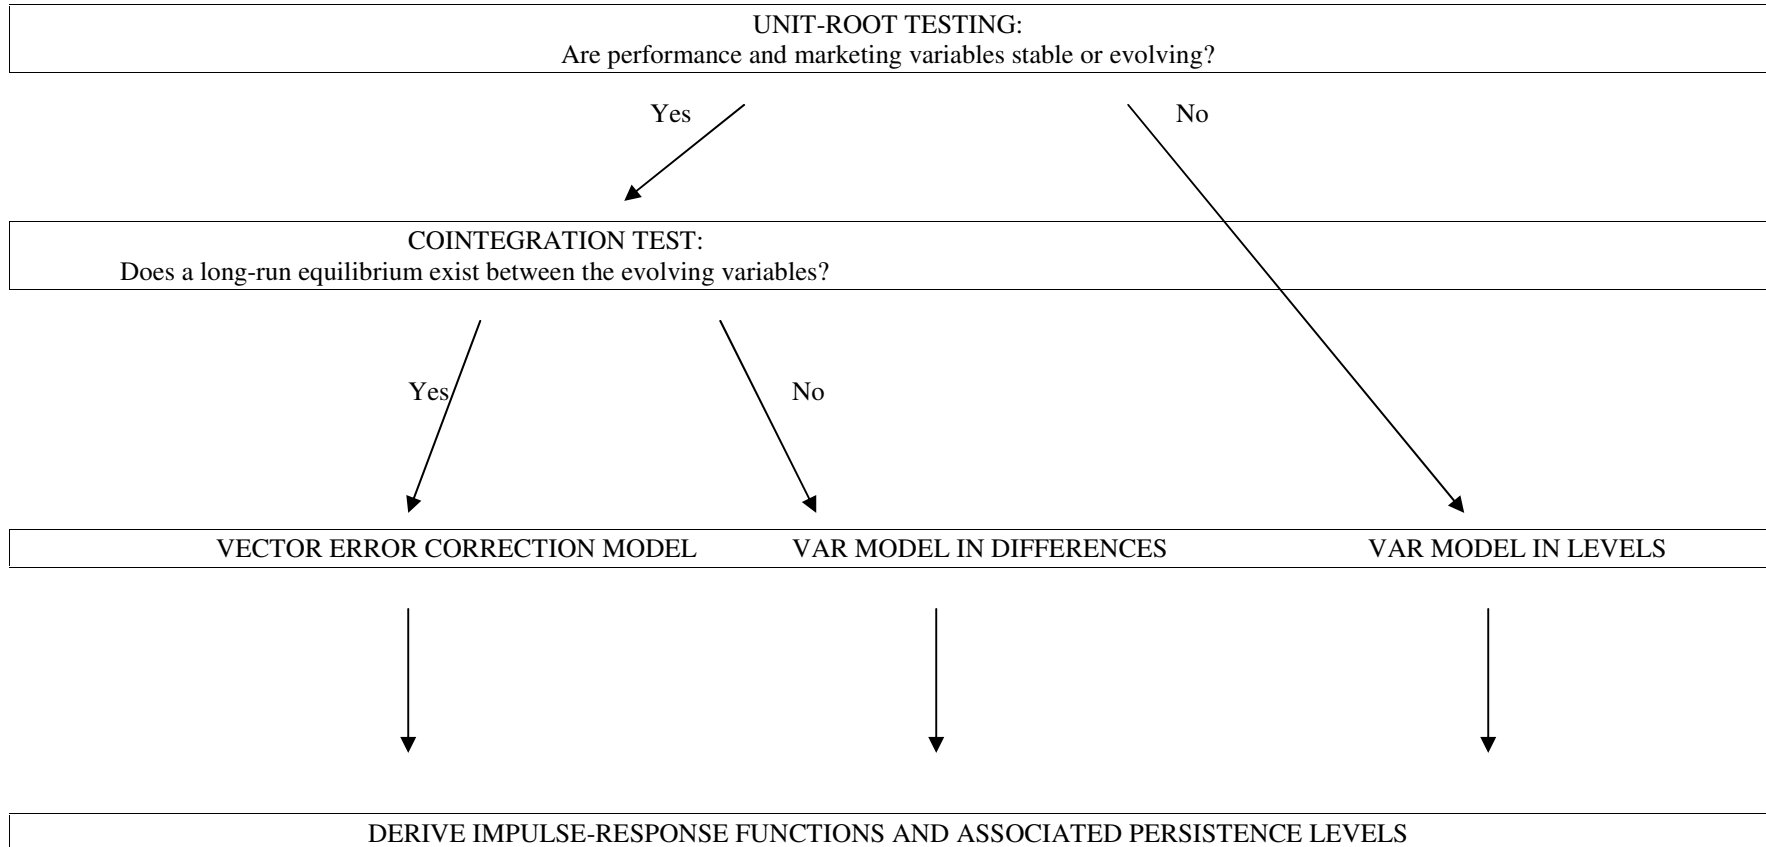 UNIT-ROOT TESTING:
Are performance and marketing variables stable or evolving?
Yes
No
COINTEGRATION TEST:
Does a long-run equilibrium exist between the evolving variables?
Yes
No
VECTOR ERROR CORRECTION MODEL
VAR MODEL IN DIFFERENCES
VAR MODEL IN LEVELS
DERIVE IMPULSE-RESPONSE FUNCTIONS AND ASSOCIATED PERSISTENCE LEVELS